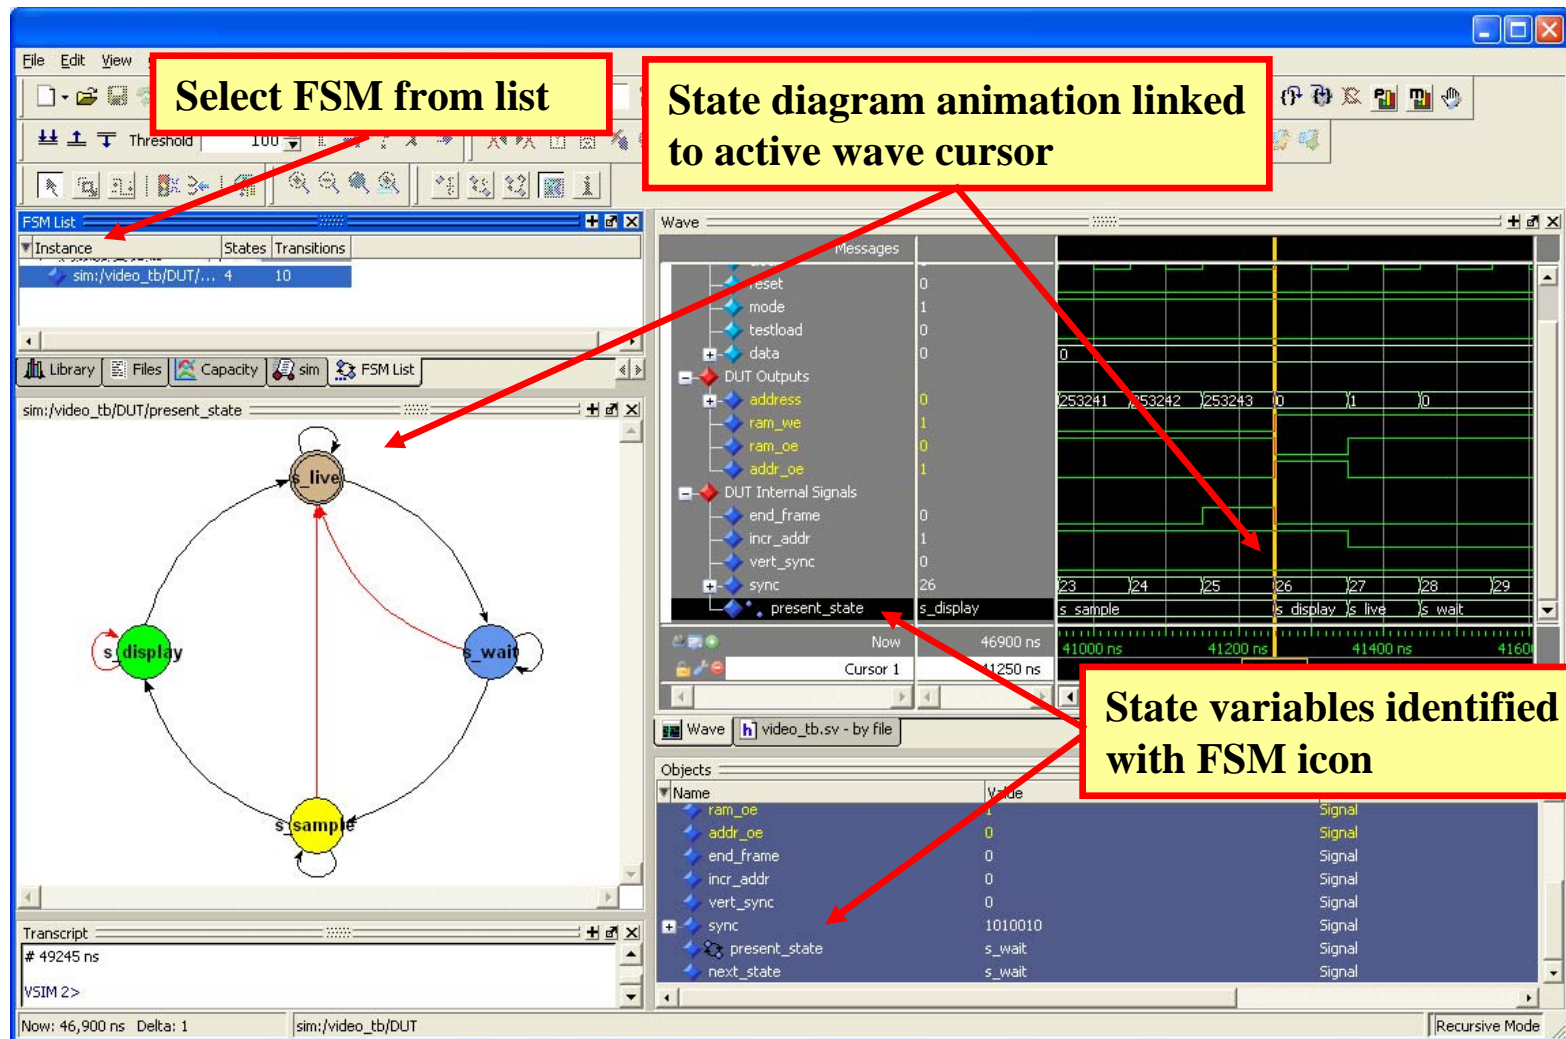 File Edit View
Select FSM from list
State diagram animation linked
to active wave cursor
Threshold 100
FSM List
Instance States Transitions
sim:/video_tb/DUT/... 4 10
Library Files Capacity sim FSM List
sim:/video_tb/DUT/present_state
s_live
s_display
s_wait
s_sample
Transcript
# 49245 ns
VSIM 2>
Wave
Messages
reset 0
mode 1
testload 0
data 0 0
DUT Outputs
address 0 253241 253242 253243 0 1 0
ram_we 1
ram_oe 0
addr_oe 1
DUT Internal Signals
end_frame 0
incr_addr 1
vert_sync 0
sync 26 23 24 25 26 27 28 29
present_state s_display s_sample s_display s_live s_wait
Now 46900 ns 41000 ns 41200 ns 41400 ns
Cursor 1 41250 ns
State variables identified
with FSM icon
Wave video_tb.sv - by file
Objects
Name Value
ram_oe 1 Signal
addr_oe 0 Signal
end_frame 0 Signal
incr_addr 0 Signal
vert_sync 0 Signal
sync 1010010 Signal
present_state s_wait Signal
next_state s_wait Signal
Now: 46,900 ns Delta: 1 sim:/video_tb/DUT Recursive Mode